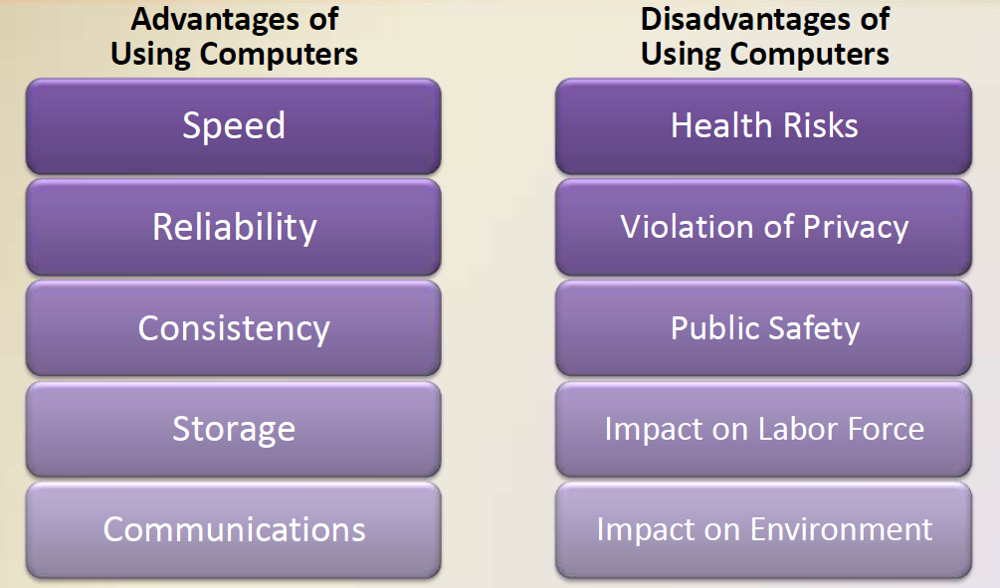 Advantages of
Using Computers
Speed
Reliability
Consistency
Storage
Communications
Disadvantages of
Using Computers
Health Risks
Violation of Privacy
Public Safety
Impact on Labor Force
Impact on Environment